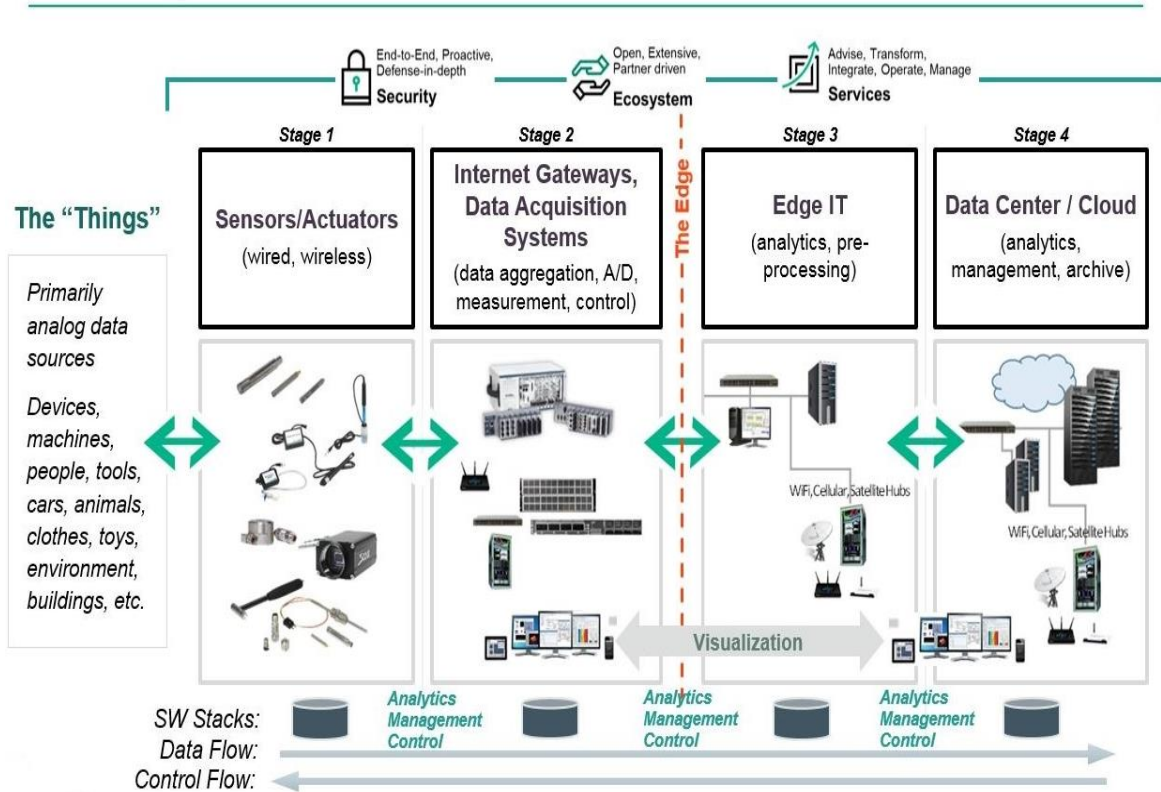 End-to-End, Proactive,
Defense-in-depth
Security
Open, Extensive,
Partner driven
Ecosystem
Advise, Transform,
Integrate, Operate, Manage
Services
Stage 1
Stage 2
Stage 3
Stage 4
The "Things"
Primarily
analog data
sources
Devices,
machines,
people, tools,
cars, animals,
clothes, toys,
environment,
buildings, etc.
Sensors/Actuators
(wired, wireless)
Internet Gateways,
Data Acquisition
Systems
(data aggregation, A/D,
measurement, control)
The Edge
Edge IT
(analytics, pre-
processing)
Data Center / Cloud
(analytics,
management, archive)
WiFi, Cellular, Satellite Hubs
WiFi, Cellular, Satellite Hubs
Visualization
SW Stacks:
Analytics
Management
Control
Analytics
Management
Control
Analytics
Management
Control
Data Flow:
Control Flow: